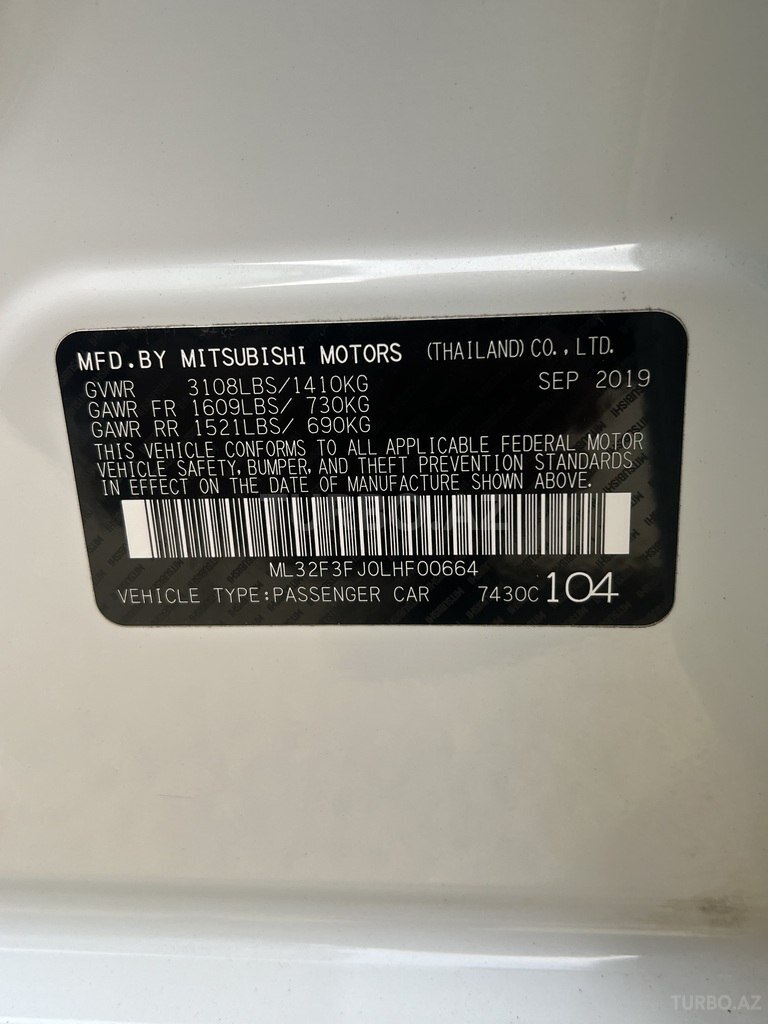 MFD.BY MITSUBISHI MOTORS (THAILAND) CO., LTD.
GVWR 3108LBS/1410KG SEP 2019
GAWR FR 1609LBS/ 730KG
GAWR RR 1521LBS/ 690KG
THIS VEHICLE CONFORMS TO ALL APPLICABLE FEDERAL MOTOR
VEHICLE SAFETY, BUMPER, AND THEFT PREVENTION STANDARDS
IN EFFECT ON THE DATE OF MANUFACTURE SHOWN ABOVE.
TURBO.AZ
ML32F3FJ0LHF00664
VEHICLE TYPE:PASSENGER CAR 7430C 104
TURBO.AZ